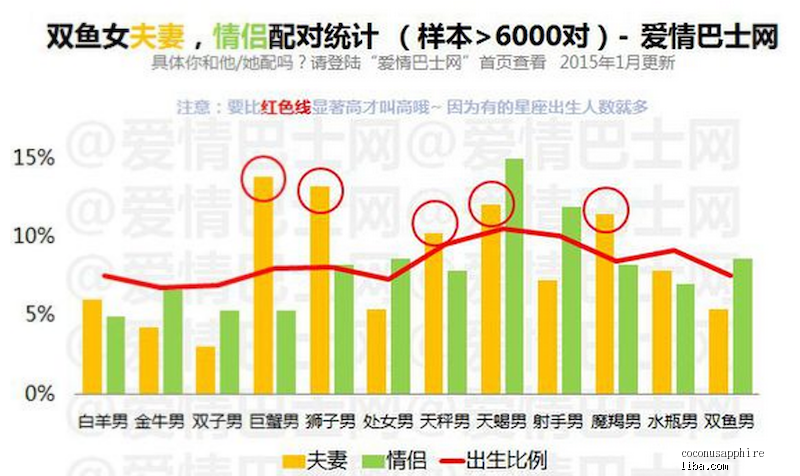 双鱼女夫妻，情侣配对统计 （样本>6000对）- 爱情巴士网
具体你和他/她配吗？请登陆“爱情巴士网”首页查看 2015年1月更新
注意：要比红色线显著高才叫高哦~ 因为有的星座出生人数就多
@爱情巴士网
15%
10%
5%
0%
白羊男 金牛男 双子男 巨蟹男 狮子男 处女男 天秤男 天蝎男 射手男 魔羯男 水瓶男 双鱼男
夫妻 情侣 出生比例
coconusapphire
liba.com